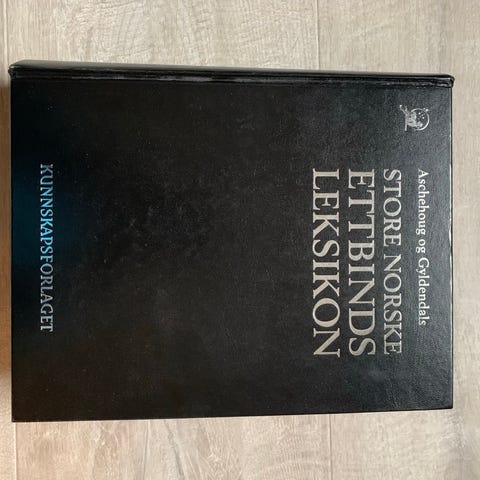 Aschehoug og Gyldendals
STORE NORSKE
ETTBINDS
LEKSIKON
KUNNSKAPSFORLAGET